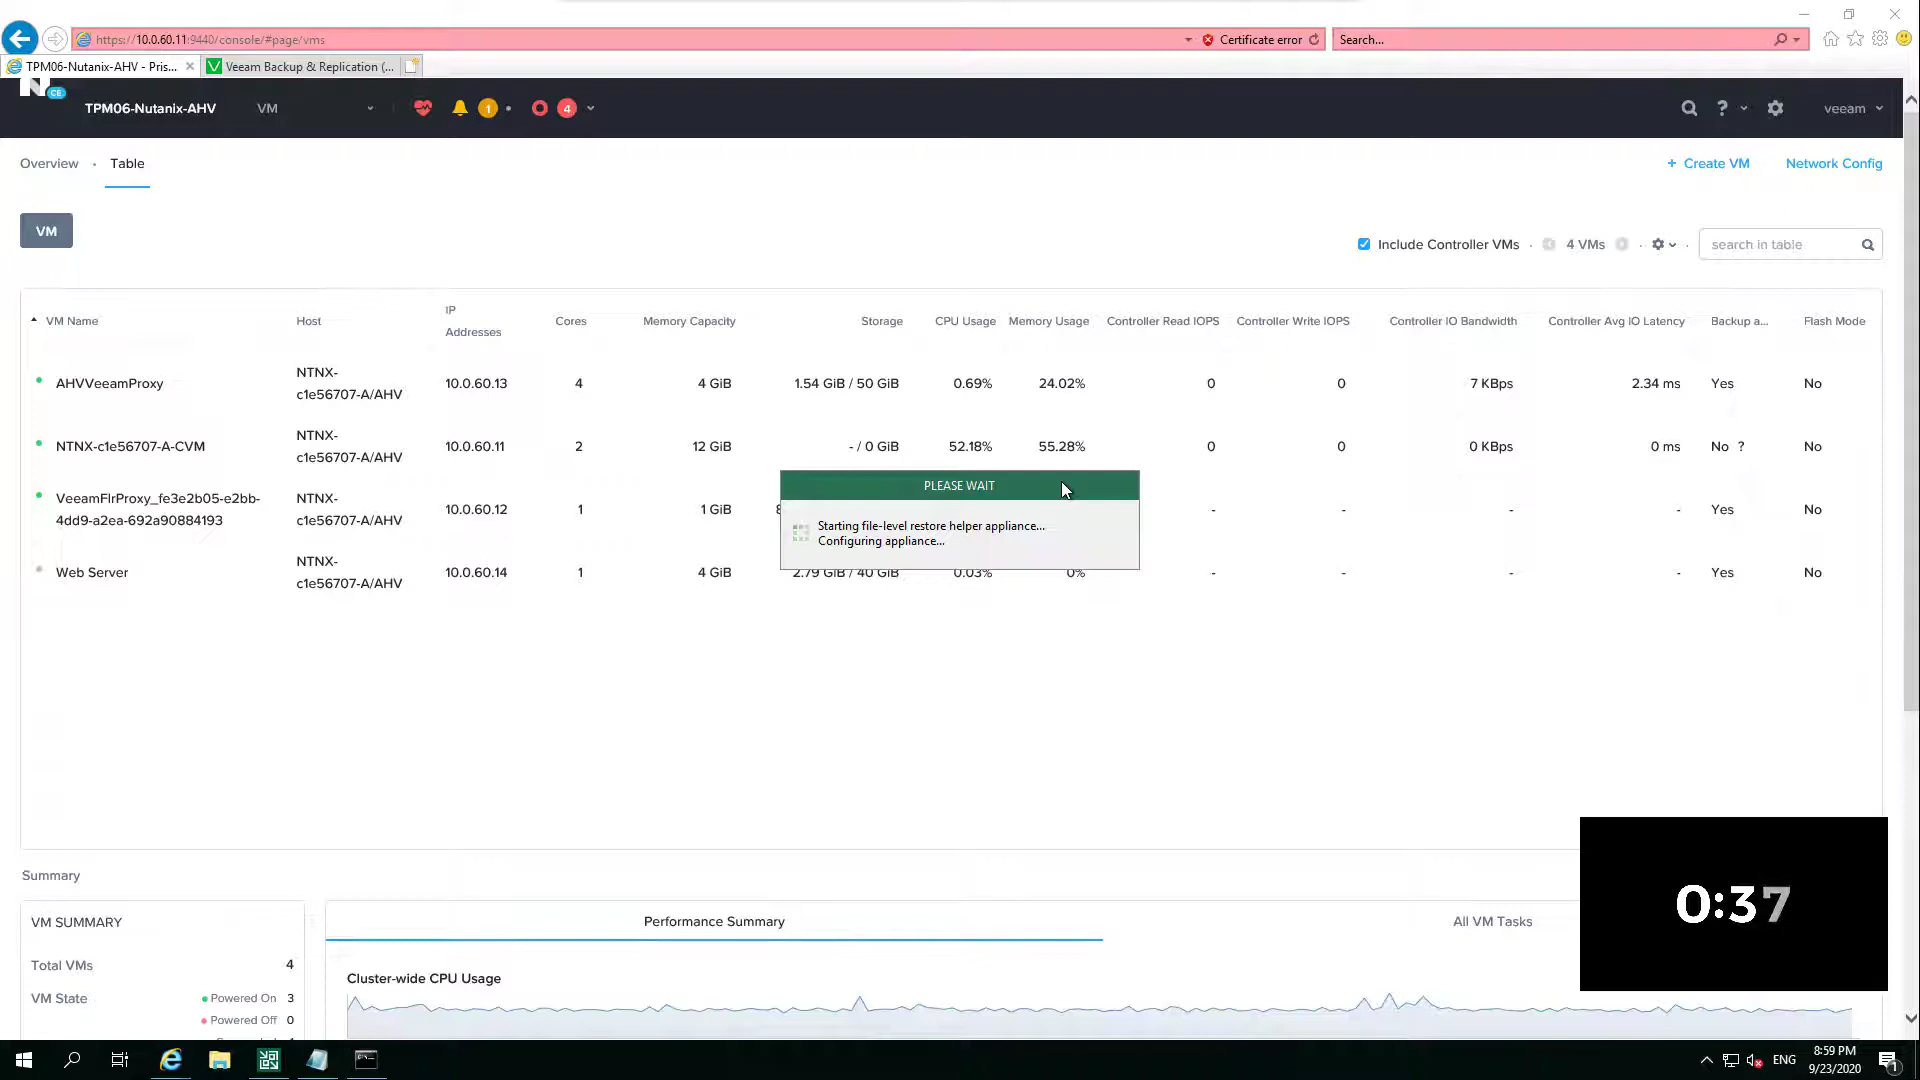 https://10.0.60.11:9440/console/#page/vms
Certificate error
Search...
TPM06-Nutanix-AHV - Pris...
Veeam Backup & Replication (...
CE
TPM06-Nutanix-AHV
VM
1
4
?
veeam
Overview
Table
+ Create VM
Network Config
VM
Include Controller VMs
4 VMs
search in table
VM Name
Host
IP
Addresses
Cores
Memory Capacity
Storage
CPU Usage
Memory Usage
Controller Read IOPS
Controller Write IOPS
Controller IO Bandwidth
Controller Avg IO Latency
Backup a...
Flash Mode
AHVVeeamProxy
NTNX-
c1e56707-A/AHV
10.0.60.13
4
4 GiB
1.54 GiB / 50 GiB
0.69%
24.02%
0
0
7 KBps
2.34 ms
Yes
No
NTNX-c1e56707-A-CVM
NTNX-
c1e56707-A/AHV
10.0.60.11
2
12 GiB
- / 0 GiB
52.18%
55.28%
0
0
0 KBps
0 ms
No ?
No
VeeamFlrProxy_fe3e2b05-e2bb-
4dd9-a2ea-692a90884193
NTNX-
c1e56707-A/AHV
10.0.60.12
1
1 GiB
-
-
-
-
Yes
No
PLEASE WAIT
Starting file-level restore helper appliance...
Configuring appliance...
Web Server
NTNX-
c1e56707-A/AHV
10.0.60.14
1
4 GiB
2.79 GiB / 40 GiB
0.03%
0%
-
-
-
-
Yes
No
Summary
VM SUMMARY
Total VMs
4
VM State
Powered On 3
Powered Off 0
Performance Summary
All VM Tasks
Cluster-wide CPU Usage
0:37
ENG
8:59 PM
9/23/2020
1